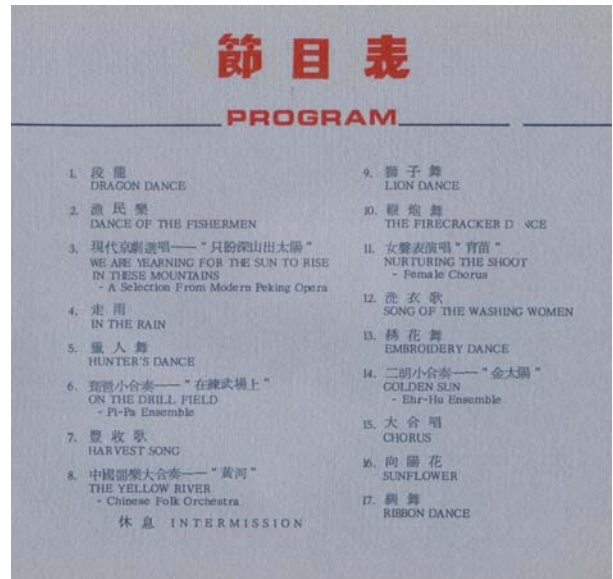 節目表
PROGRAM
1. 段龍
DRAGON DANCE
2. 漁民樂
DANCE OF THE FISHERMEN
3. 現代京劇選唱——"只盼深山出太陽"
WE ARE YEARNING FOR THE SUN TO RISE
IN THESE MOUNTAINS
- A Selection From Modern Peking Opera
4. 走雨
IN THE RAIN
5. 獵人舞
HUNTER'S DANCE
6. 琵琶小合奏——"在練武場上"
ON THE DRILL FIELD
- Pi-Pa Ensemble
7. 豐收歌
HARVEST SONG
8. 中國器樂大合奏——"黃河"
THE YELLOW RIVER
- Chinese Folk Orchestra
休息 INTERMISSION
9. 獅子舞
LION DANCE
10. 鞭炮舞
THE FIRECRACKER D NCE
11. 女聲表演唱"育苗"
NURTURING THE SHOOT
- Female Chorus
12. 洗衣歌
SONG OF THE WASHING WOMEN
13. 綉花舞
EMBROIDERY DANCE
14. 二胡小合奏——"金太陽"
GOLDEN SUN
- Ehr-Hu Ensemble
15. 大合唱
CHORUS
16. 向陽花
SUNFLOWER
17. 綢舞
RIBBON DANCE